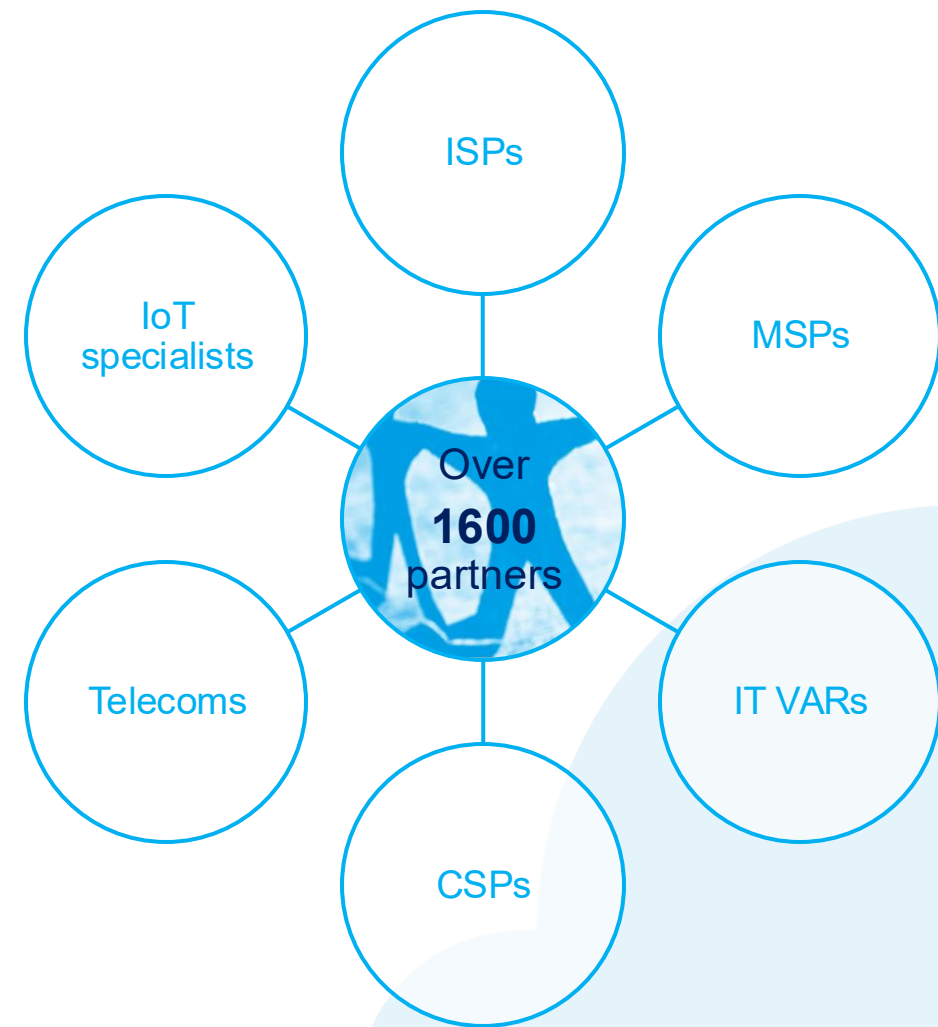 ISPs
IoT
specialists
MSPs
Over
1600
partners
Telecoms
IT VARs
CSPs